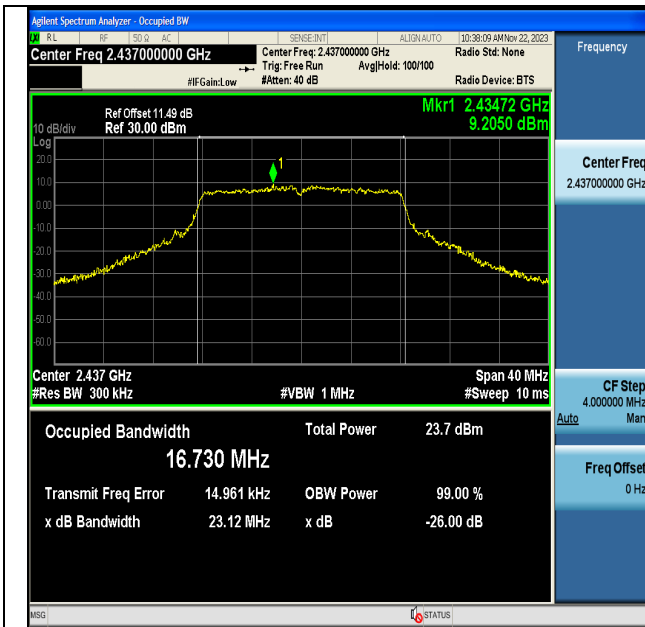 Agilent Spectrum Analyzer - Occupied BW
LXI RL RF 50 Ω AC SENSE:INT ALIGN AUTO 10:38:09 AM Nov 22, 2023
Center Freq 2.437000000 GHz Center Freq: 2.437000000 GHz Radio Std: None
Trig: Free Run Avg|Hold: 100/100
#IFGain:Low #Atten: 40 dB Radio Device: BTS
Ref Offset 11.49 dB Mkr1 2.43472 GHz
10 dB/div Ref 30.00 dBm 9.2050 dBm
Log
20.0
1
10.0
0.00
-10.0
-20.0
-30.0
-40.0
-50.0
-60.0
Center 2.437 GHz Span 40 MHz
#Res BW 300 kHz #VBW 1 MHz #Sweep 10 ms
Occupied Bandwidth Total Power 23.7 dBm
16.730 MHz
Transmit Freq Error 14.961 kHz OBW Power 99.00 %
x dB Bandwidth 23.12 MHz x dB -26.00 dB
MSG STATUS
Frequency
Center Freq
2.437000000 GHz
CF Step
4.000000 MHz
Auto Man
Freq Offset
0 Hz